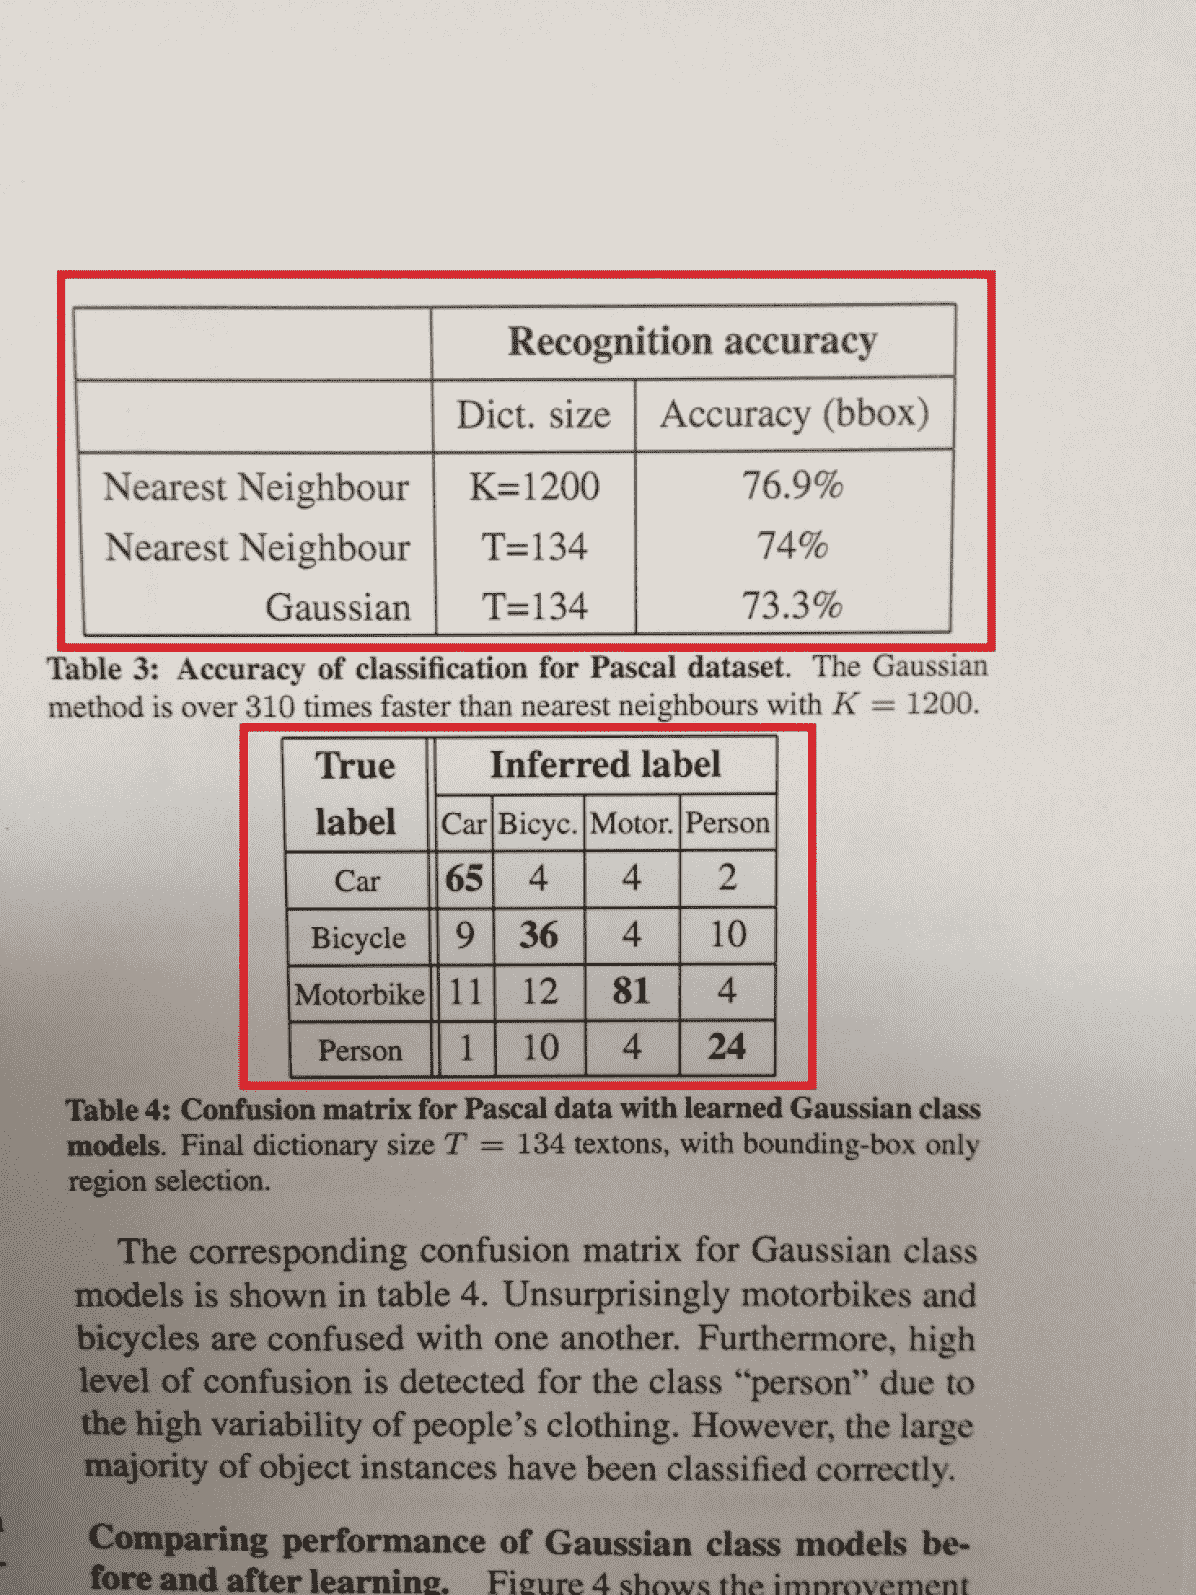 Recognition accuracy
Dict. size Accuracy (bbox)
Nearest Neighbour K=1200 76.9%
Nearest Neighbour T=134 74%
Gaussian T=134 73.3%
Table 3: Accuracy of classification for Pascal dataset. The Gaussian
method is over 310 times faster than nearest neighbours with K = 1200.
True label Inferred label
Car Bicyc. Motor. Person
Car 65 4 4 2
Bicycle 9 36 4 10
Motorbike 11 12 81 4
Person 1 10 4 24
Table 4: Confusion matrix for Pascal data with learned Gaussian class
models. Final dictionary size T = 134 textons, with bounding-box only
region selection.
The corresponding confusion matrix for Gaussian class
models is shown in table 4. Unsurprisingly motorbikes and
bicycles are confused with one another. Furthermore, high
level of confusion is detected for the class “person” due to
the high variability of people’s clothing. However, the large
majority of object instances have been classified correctly.
Comparing performance of Gaussian class models be-
fore and after learning. Figure 4 shows the improvement